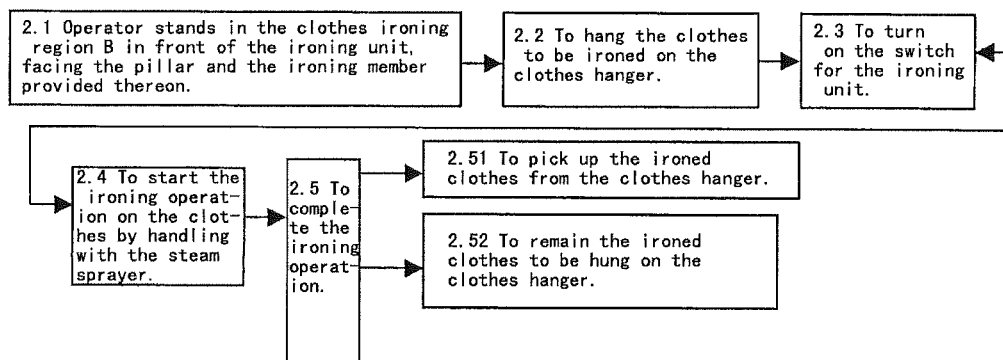 2.1 Operator stands in the clothes ironing
region B in front of the ironing unit,
facing the pillar and the ironing member
provided thereon.
2.2 To hang the clothes
to be ironed on the
clothes hanger.
2.3 To turn
on the switch
for the ironing
unit.
2.4 To start the
ironing operat-
ion on the clot-
hes by handling
with the steam
sprayer.
2.5 To
comple-
te the
ironing
operat-
ion.
2.51 To pick up the ironed
clothes from the clothes hanger.
2.52 To remain the ironed
clothes to be hung on the
clothes hanger.